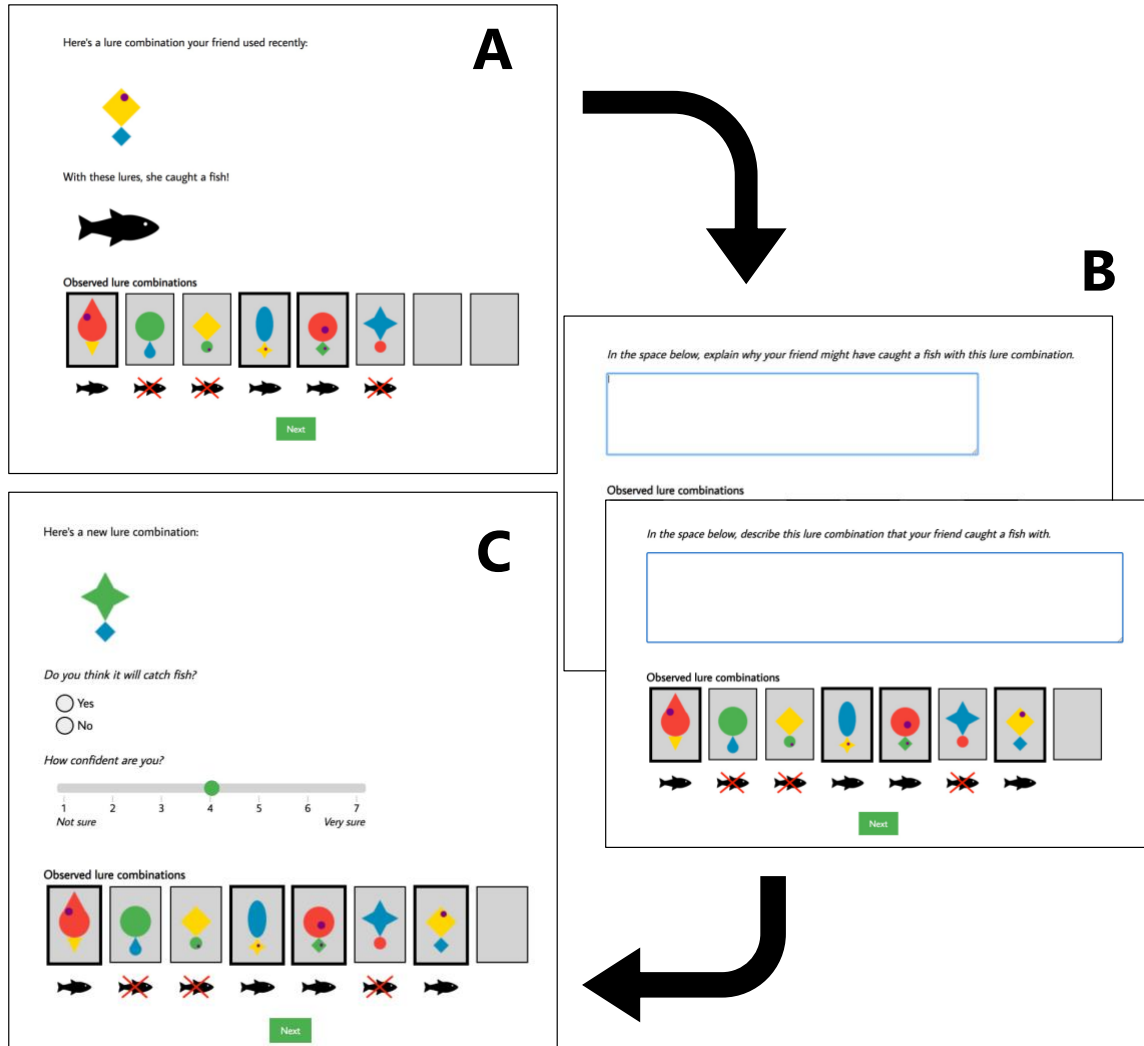 A
Here's a lure combination your friend used recently:
With these lures, she caught a fish!
Observed lure combinations
Next
B
In the space below, explain why your friend might have caught a fish with this lure combination.
Observed lure combinations
In the space below, describe this lure combination that your friend caught a fish with.
Observed lure combinations
Next
C
Here's a new lure combination:
Do you think it will catch fish?
Yes
No
How confident are you?
1 2 3 4 5 6 7
Not sure Very sure
Observed lure combinations
Next